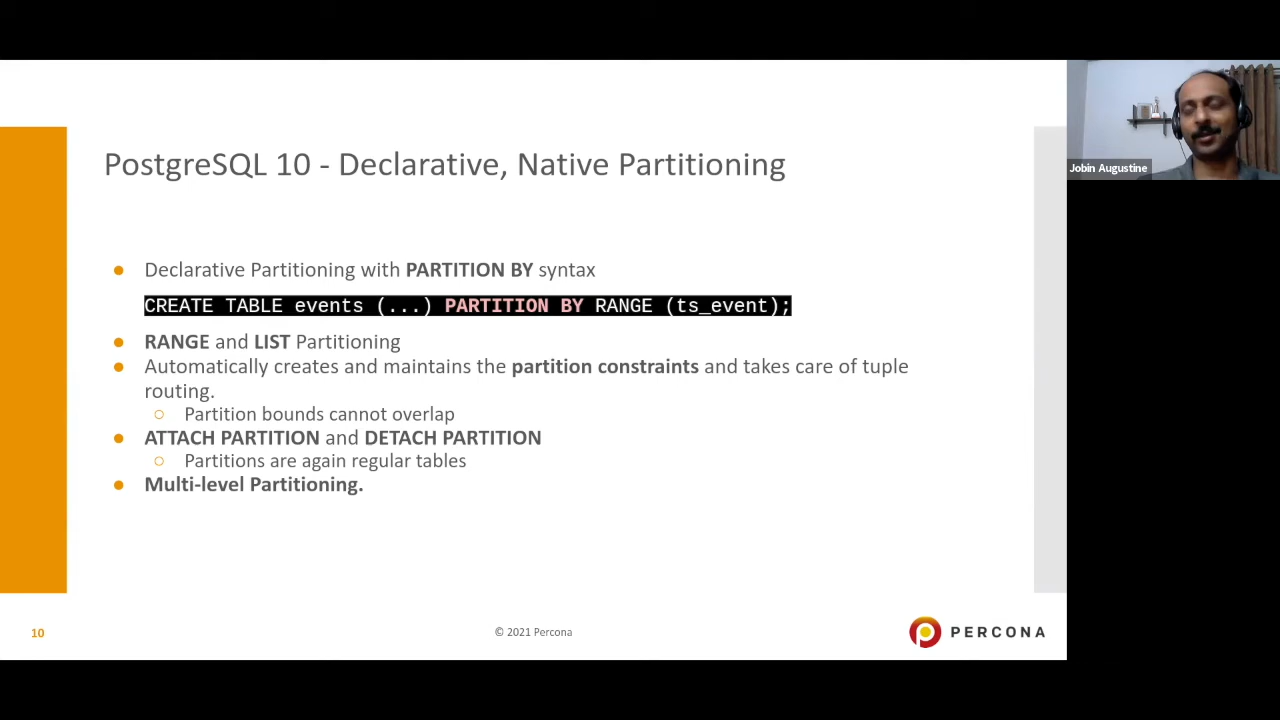 PostgreSQL 10 - Declarative, Native Partitioning
Jobin Augustine
● Declarative Partitioning with PARTITION BY syntax
CREATE TABLE events (...) PARTITION BY RANGE (ts_event);
● RANGE and LIST Partitioning
● Automatically creates and maintains the partition constraints and takes care of tuple
routing.
○ Partition bounds cannot overlap
● ATTACH PARTITION and DETACH PARTITION
○ Partitions are again regular tables
● Multi-level Partitioning.
10
© 2021 Percona
PERCONA